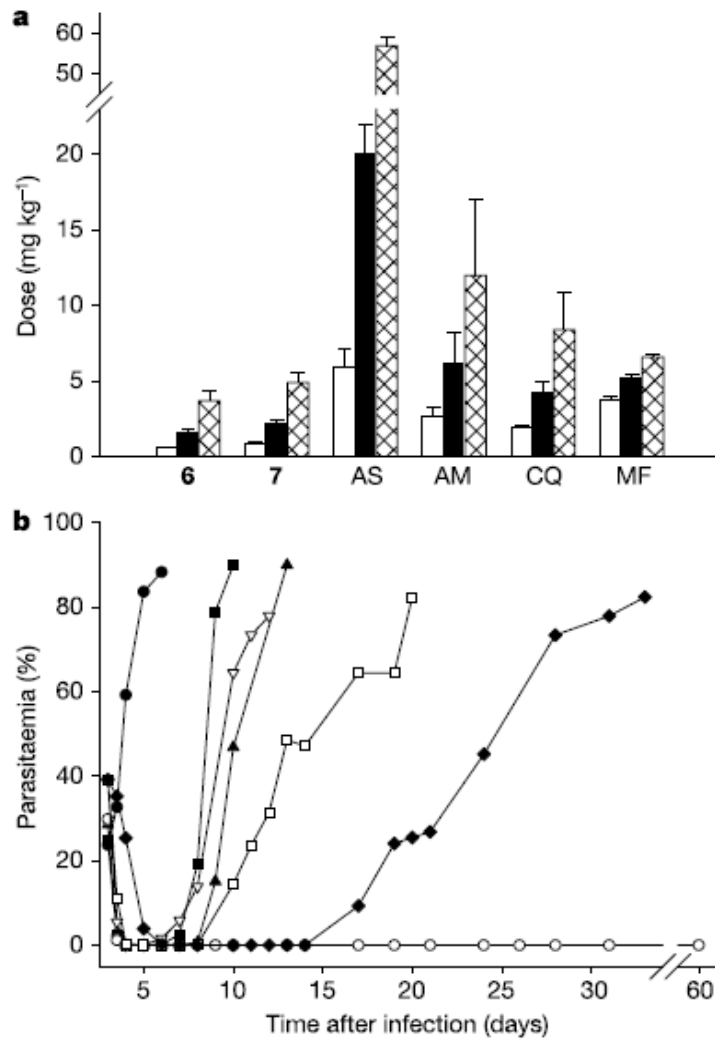 a
60
50
20
15
10
5
0
Dose (mg kg⁻¹)
6 7 AS AM CQ MF
b
100
80
60
40
20
0
Parasitaemia (%)
5 10 15 20 25 30 60
Time after infection (days)